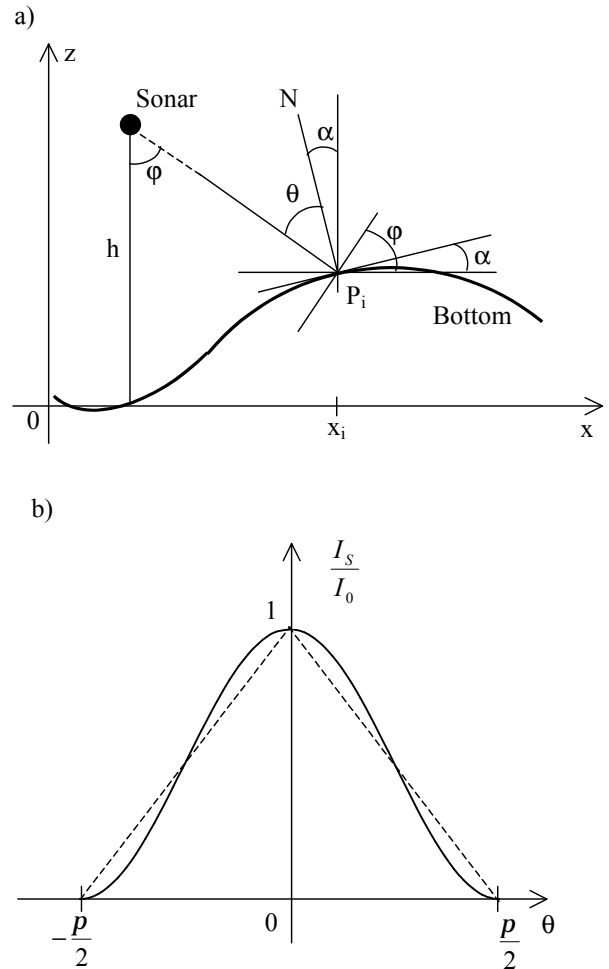 a)
z
Sonar
N
α
φ
θ
φ
α
h
P_i
Bottom
0
x_i
x
b)
I_S / I_0
1
0
θ
-p/2
p/2